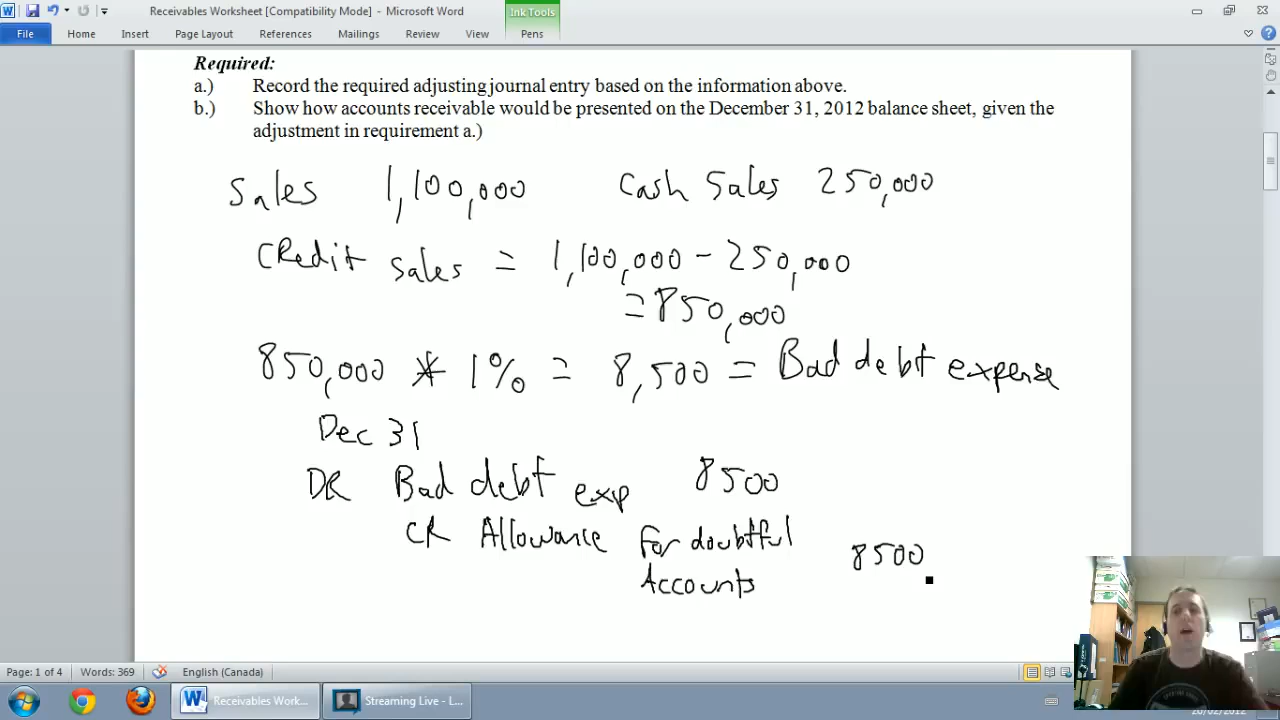 Receivables Worksheet [Compatibility Mode] - Microsoft Word
Ink Tools
File Home Insert Page Layout References Mailings Review View Pens
Required:
a.) Record the required adjusting journal entry based on the information above.
b.) Show how accounts receivable would be presented on the December 31, 2012 balance sheet, given the
adjustment in requirement a.)
Sales 1,100,000 Cash Sales 250,000
CRedit sales = 1,100,000 - 250,000
= 850,000
850,000 * 1% = 8,500 = Bad debt expense
Dec 31
DR Bad debt exp 8500
CR Allowance For doubtful
Accounts 8500
Page: 1 of 4 Words: 369 English (Canada)
Receivables Work... Streaming Live - L...